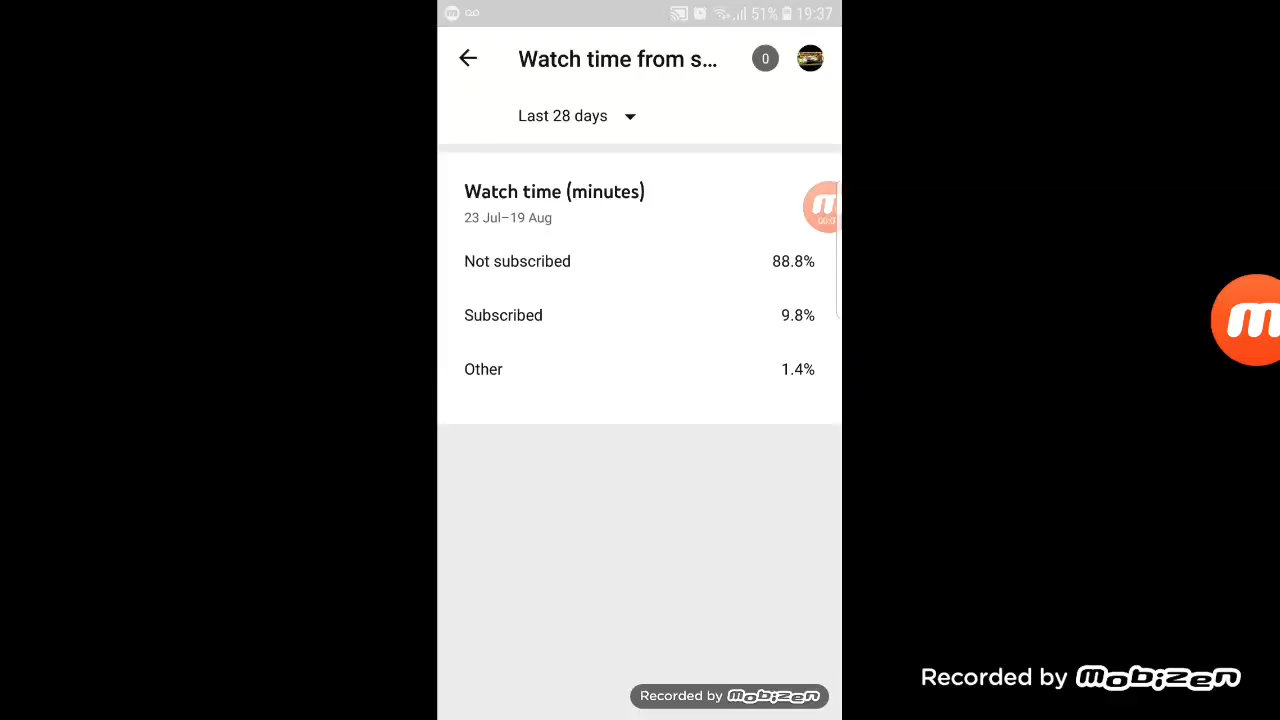 51% 19:37
Watch time from s... 0
Last 28 days
Watch time (minutes)
23 Jul–19 Aug
Not subscribed 88.8%
Subscribed 9.8%
Other 1.4%
Recorded by Mobizen
Recorded by Mobizen